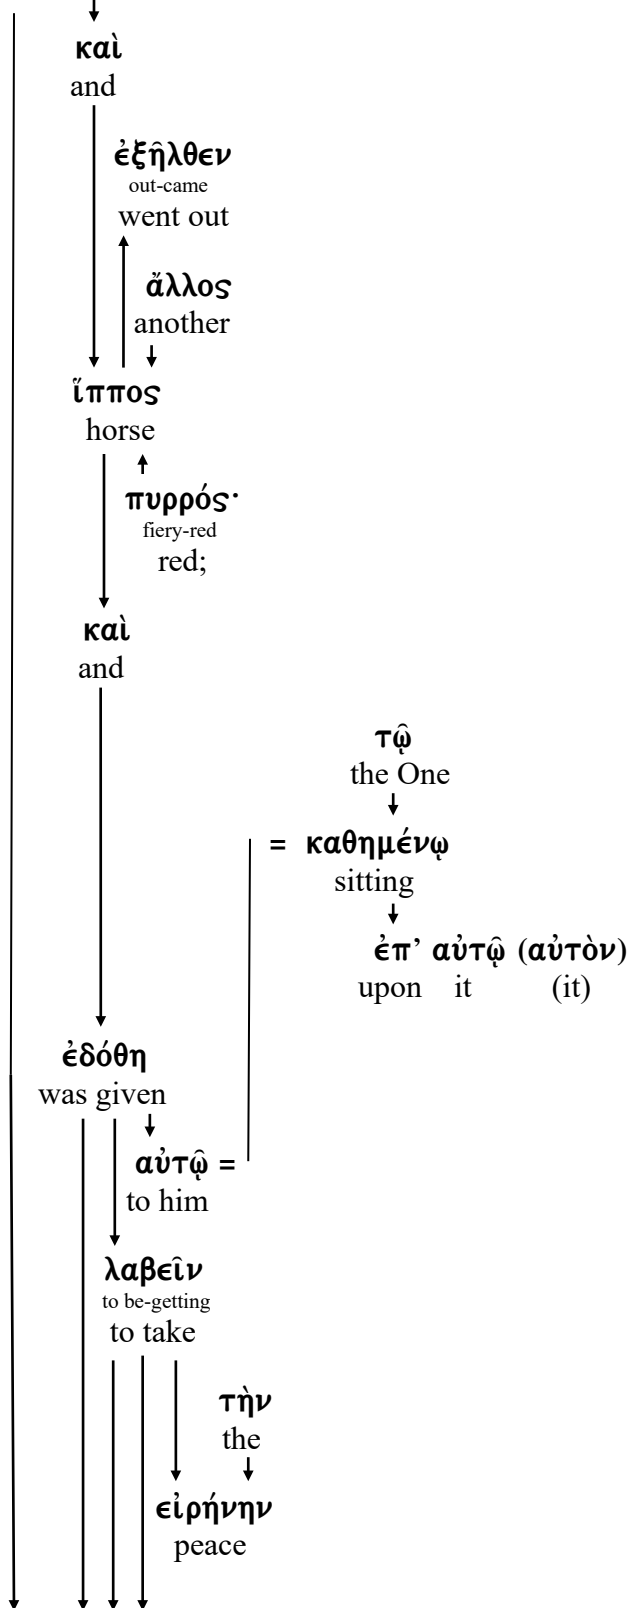 καὶ
and
ἐξῆλθεν
out-came
went out
ἄλλος
another
ἵππος
horse
πυρρός·
fiery-red
red;
καὶ
and
τῷ
the One
= καθημένῳ
sitting
ἐπ’ αὐτῷ (αὐτὸν)
upon it (it)
ἐδόθη
was given
αὐτῷ =
to him
λαβεῖν
to be-getting
to take
τὴν
the
εἰρήνην
peace